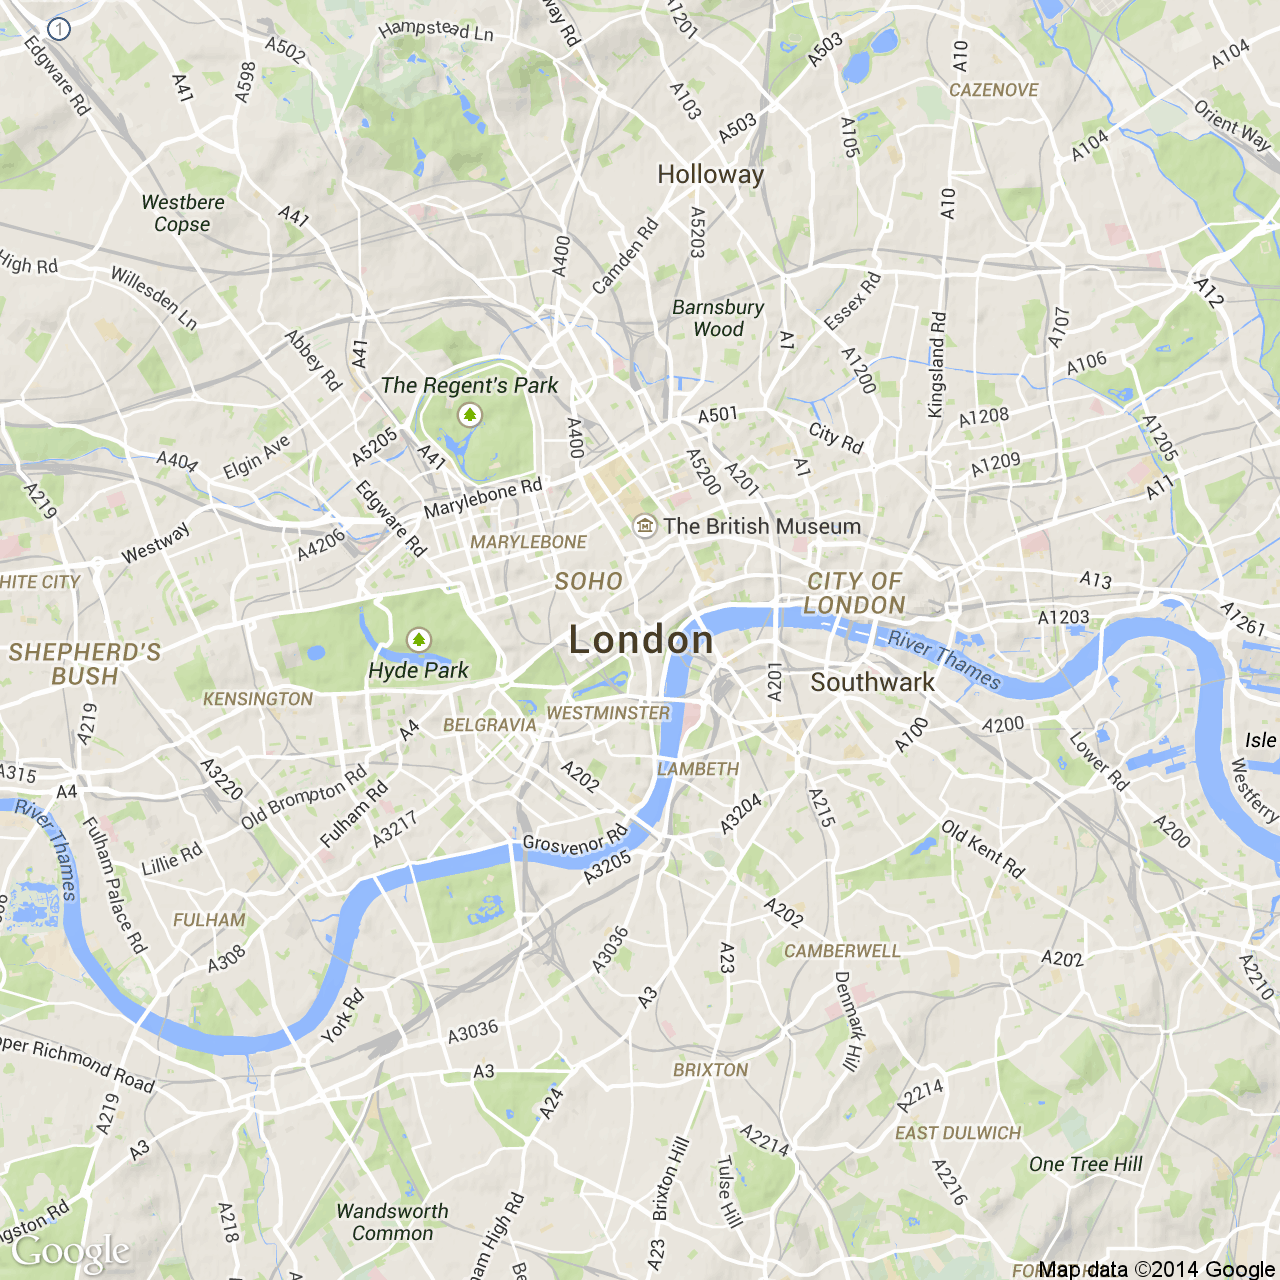 1
Hampstead Ln
way Rd
A1201
A503
A10
A104
Edgware Rd
A502
A598
A41
A103
A503
CAZENOVE
A105
Orient Way
A104
Holloway
Westbere
Copse
A41
A10
A5203
Camden Rd
A400
High Rd
Willesden Ln
Barnsbury
Wood
Essex Rd
A12
A107
Abbey Rd
A41
A1
A1200
Kingsland Rd
A106
The Regent's Park
A501
City Rd
A1208
A1205
A400
Elgin Ave
A5205
A41
A404
A5200
A201
A1
A1209
A11
A219
Edgware Rd
Marylebone Rd
The British Museum
Westway
A4206
MARYLEBONE
HITE CITY
SOHO
CITY OF
LONDON
A13
A1203
A1261
London
SHEPHERD'S
BUSH
Hyde Park
River Thames
A201
Southwark
KENSINGTON
A219
A4
BELGRAVIA
WESTMINSTER
A100
A200
Isle
A315
A4
A3220
LAMBETH
Lower Rd
Westferry
Old Brompton Rd
Fulham Rd
A202
A3204
A215
River Thames
A3217
Grosvenor Rd
Old Kent Rd
A200
Fulham Palace Rd
Lillie Rd
A3205
FULHAM
A202
A308
A3036
A23
CAMBERWELL
A202
A2210
York Rd
A3
Denmark Hill
A3036
pper Richmond Road
A3
BRIXTON
A219
A24
A2214
A3
A2214
EAST DULWICH
One Tree Hill
A2216
Brixton Hill
Tulse Hill
ngston Rd
A218
Wandsworth
Common
ham High Rd
A23
Google
Map data ©2014 Google